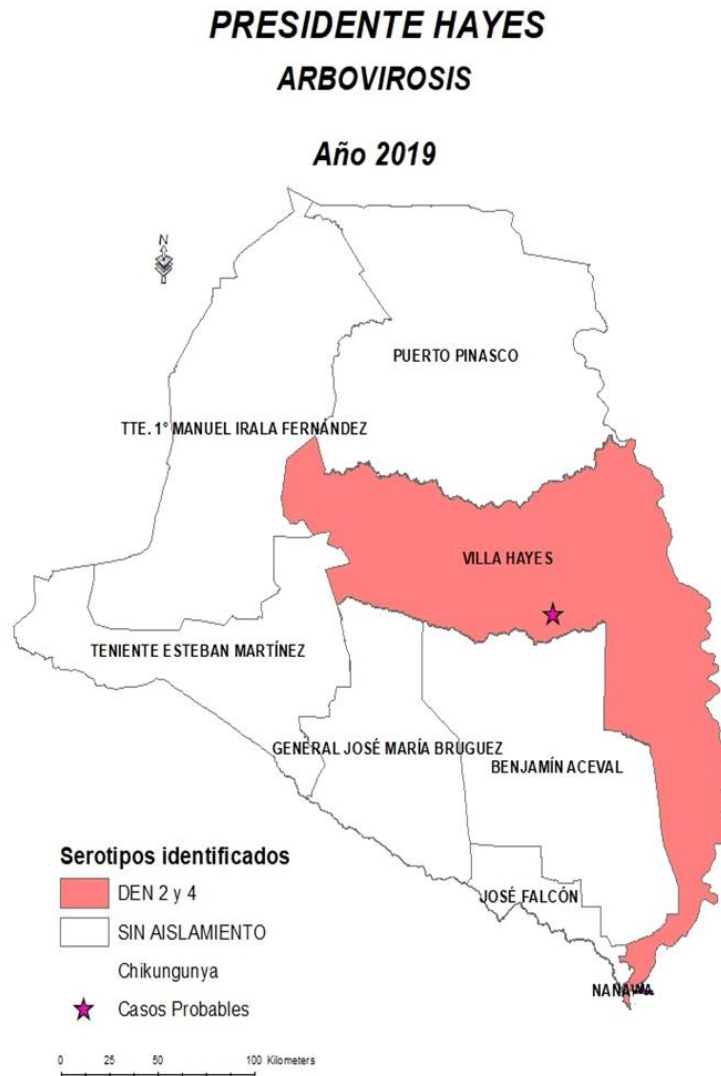 PRESIDENTE HAYES
ARBOVIROSIS
Año 2019
N
PUERTO PINASCO
TTE. 1° MANUEL IRALA FERNÁNDEZ
VILLA HAYES
TENIENTE ESTEBAN MARTÍNEZ
GENERAL JOSÉ MARÍA BRUGUEZ
BENJAMÍN ACEVAL
JOSÉ FALCÓN
NANAWA
Serotipos identificados
DEN 2 y 4
SIN AISLAMIENTO
Chikungunya
Casos Probables
0 25 50 100 Kilometers